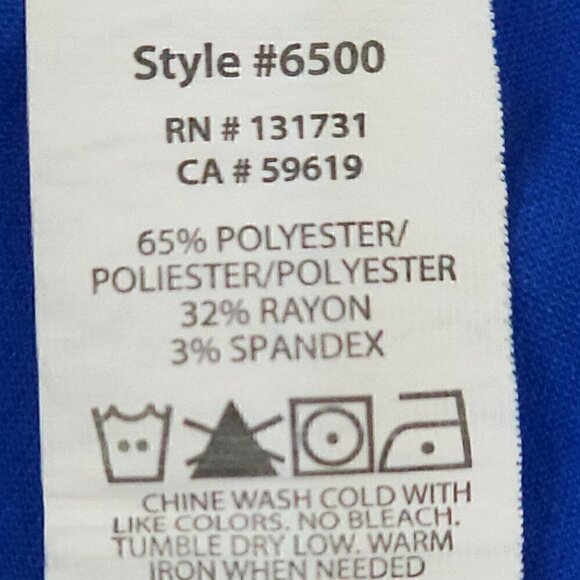 Style #6500
RN # 131731
CA # 59619
65% POLYESTER/
POLIESTER/POLYESTER
32% RAYON
3% SPANDEX
CHINE WASH COLD WITH
LIKE COLORS. NO BLEACH.
TUMBLE DRY LOW. WARM
IRON WHEN NEEDED